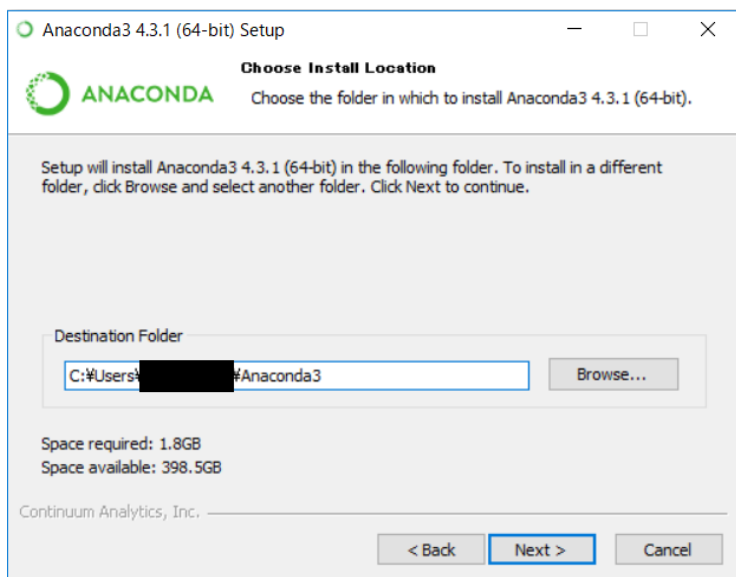 Anaconda3 4.3.1 (64-bit) Setup
Choose Install Location
ANACONDA
Choose the folder in which to install Anaconda3 4.3.1 (64-bit).
Setup will install Anaconda3 4.3.1 (64-bit) in the following folder. To install in a different
folder, click Browse and select another folder. Click Next to continue.
Destination Folder
C:¥Users¥ ¥Anaconda3
Browse...
Space required: 1.8GB
Space available: 398.5GB
Continuum Analytics, Inc.
< Back
Next >
Cancel